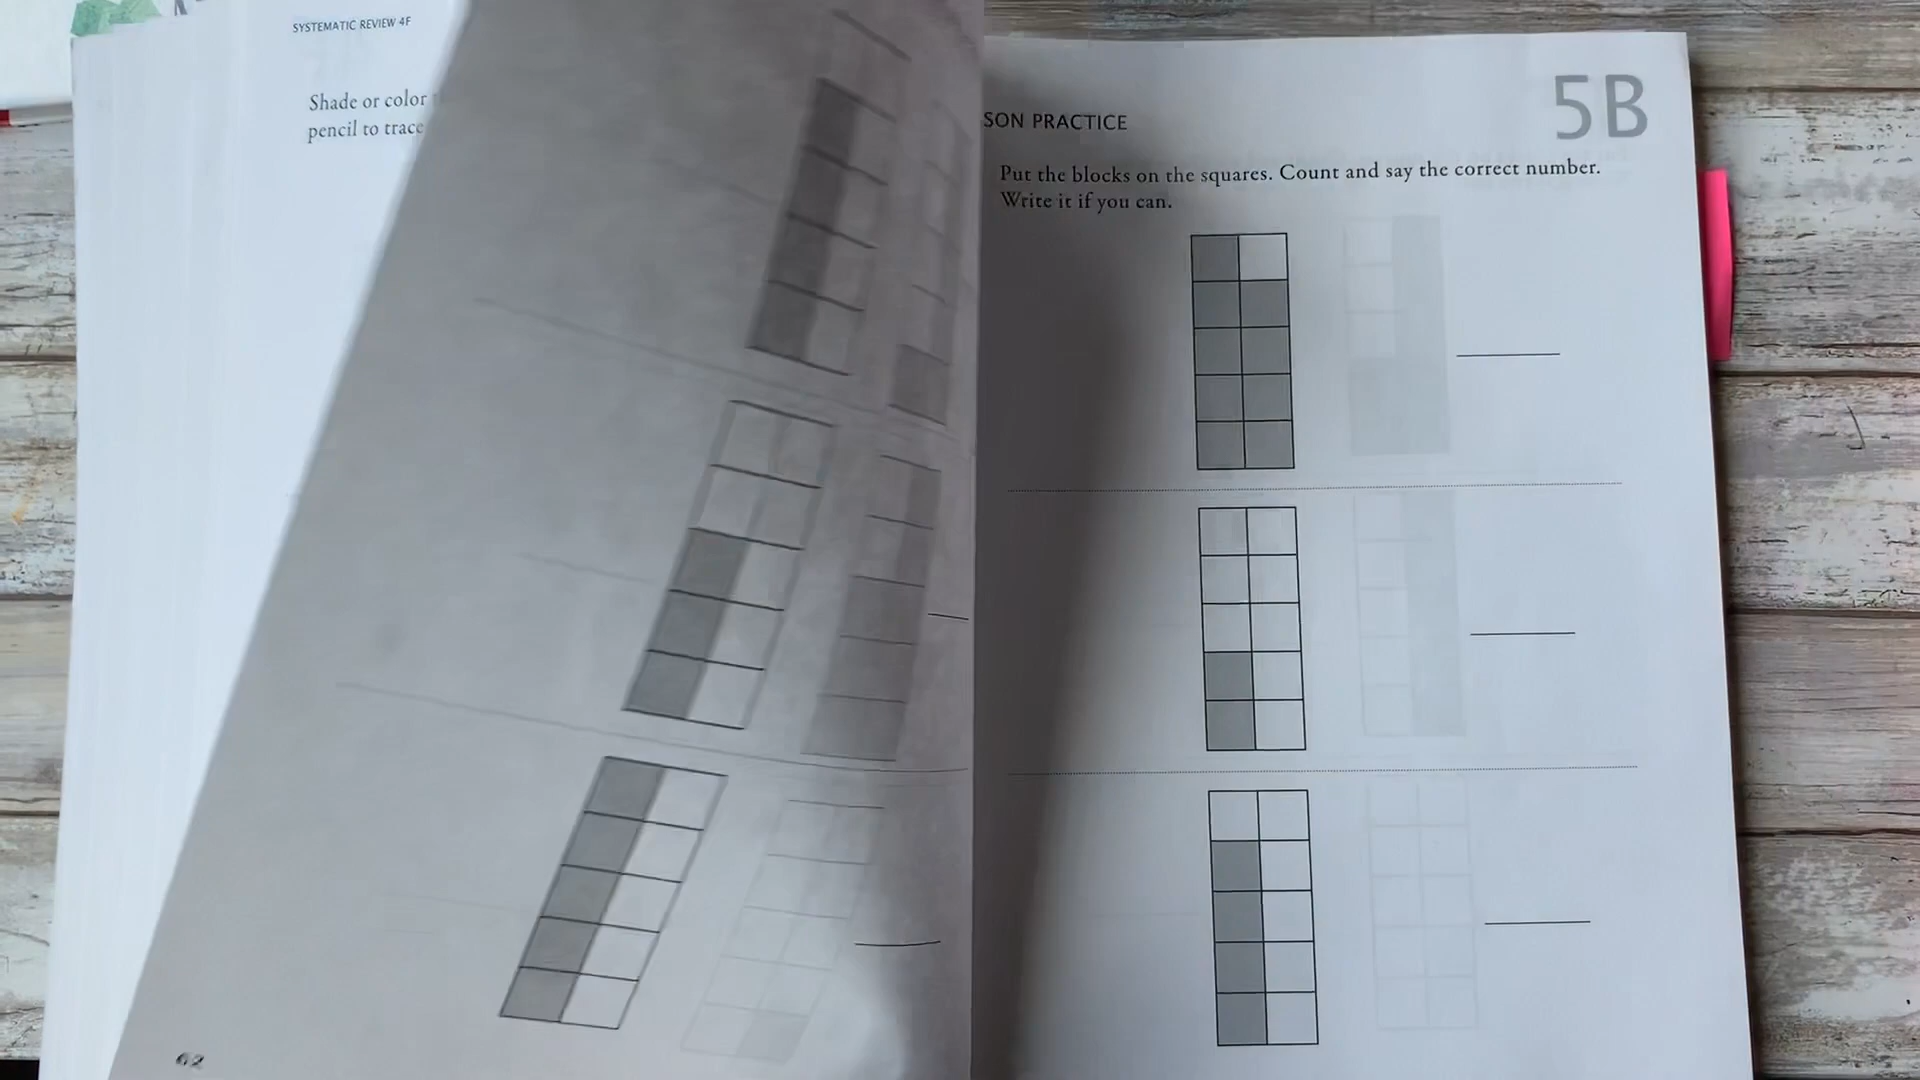 SYSTEMATIC REVIEW 4F
Shade or color
pencil to trace
62
SON PRACTICE
5B
Put the blocks on the squares. Count and say the correct number.
Write it if you can.